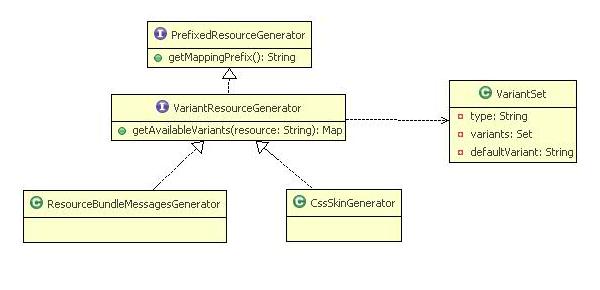 I PrefixedResourceGenerator
getMappingPrefix(): String
I VariantResourceGenerator
getAvailableVariants(resource: String): Map
C VariantSet
type: String
variants: Set
defaultVariant: String
C ResourceBundleMessagesGenerator
C CssSkinGenerator